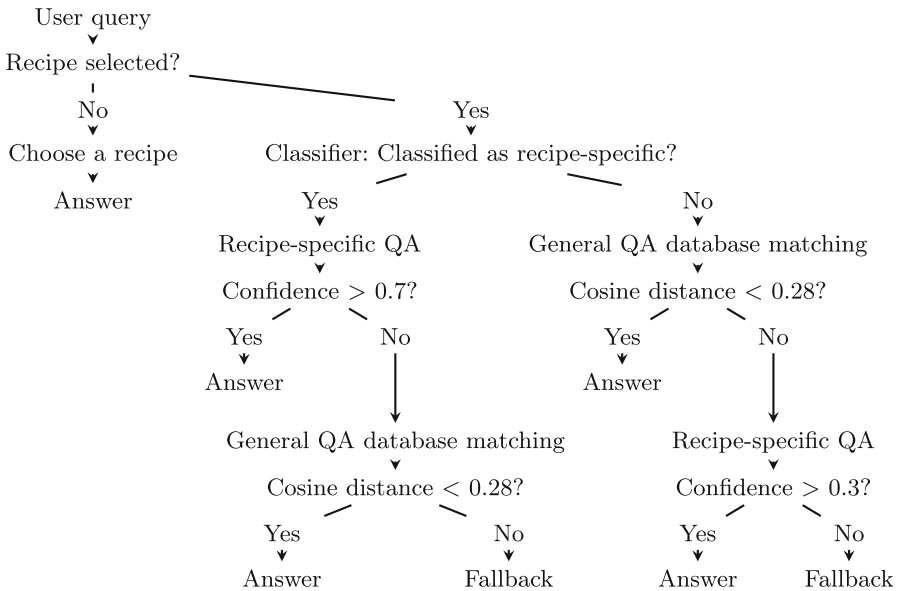 User query
Recipe selected?
No
Yes
Choose a recipe
Classifier: Classified as recipe-specific?
Answer
Yes
No
Recipe-specific QA
General QA database matching
Confidence > 0.7?
Cosine distance < 0.28?
Yes
No
Yes
No
Answer
Answer
General QA database matching
Recipe-specific QA
Cosine distance < 0.28?
Confidence > 0.3?
Yes
No
Yes
No
Answer
Fallback
Answer
Fallback